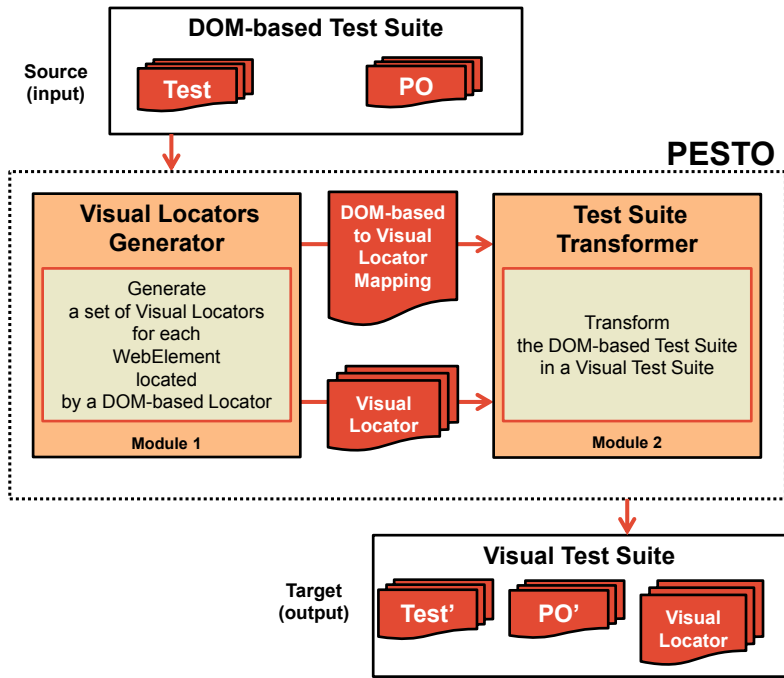 DOM-based Test Suite
Source
(input)
Test
PO
PESTO
Visual Locators
Generator
Generate
a set of Visual Locators
for each
WebElement
located
by a DOM-based Locator
Module 1
DOM-based
to Visual
Locator
Mapping
Visual
Locator
Test Suite
Transformer
Transform
the DOM-based Test Suite
in a Visual Test Suite
Module 2
Visual Test Suite
Target
(output)
Test’
PO’
Visual
Locator